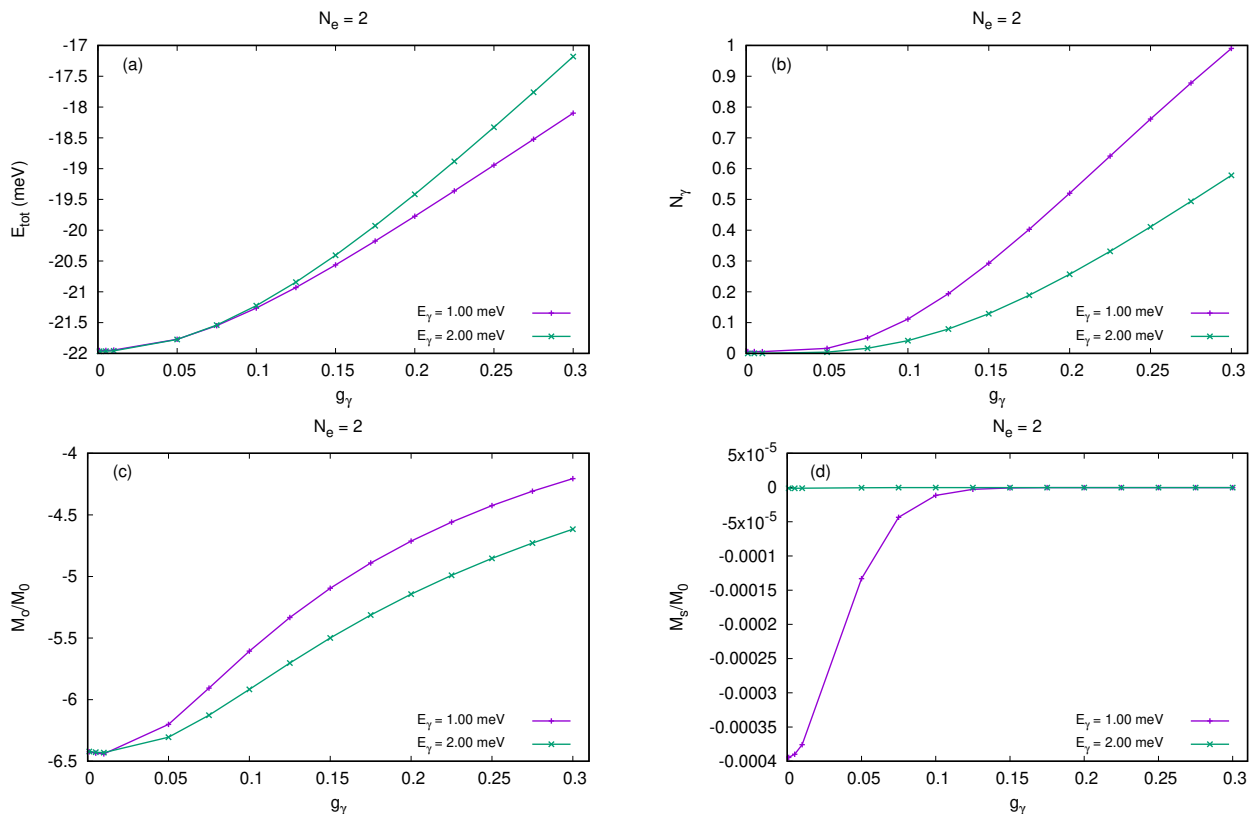 N_e = 2
(a)
E_tot (meV)
-17
-17.5
-18
-18.5
-19
-19.5
-20
-20.5
-21
-21.5
-22
E_γ = 1.00 meV
E_γ = 2.00 meV
0 0.05 0.1 0.15 0.2 0.25 0.3
g_γ
N_e = 2
(b)
N_γ
1
0.9
0.8
0.7
0.6
0.5
0.4
0.3
0.2
0.1
0
E_γ = 1.00 meV
E_γ = 2.00 meV
0 0.05 0.1 0.15 0.2 0.25 0.3
g_γ
N_e = 2
(c)
M_o/M_0
-4
-4.5
-5
-5.5
-6
-6.5
E_γ = 1.00 meV
E_γ = 2.00 meV
0 0.05 0.1 0.15 0.2 0.25 0.3
g_γ
N_e = 2
(d)
M_s/M_0
5x10^-5
0
-5x10^-5
-0.0001
-0.00015
-0.0002
-0.00025
-0.0003
-0.00035
-0.0004
E_γ = 1.00 meV
E_γ = 2.00 meV
0 0.05 0.1 0.15 0.2 0.25 0.3
g_γ